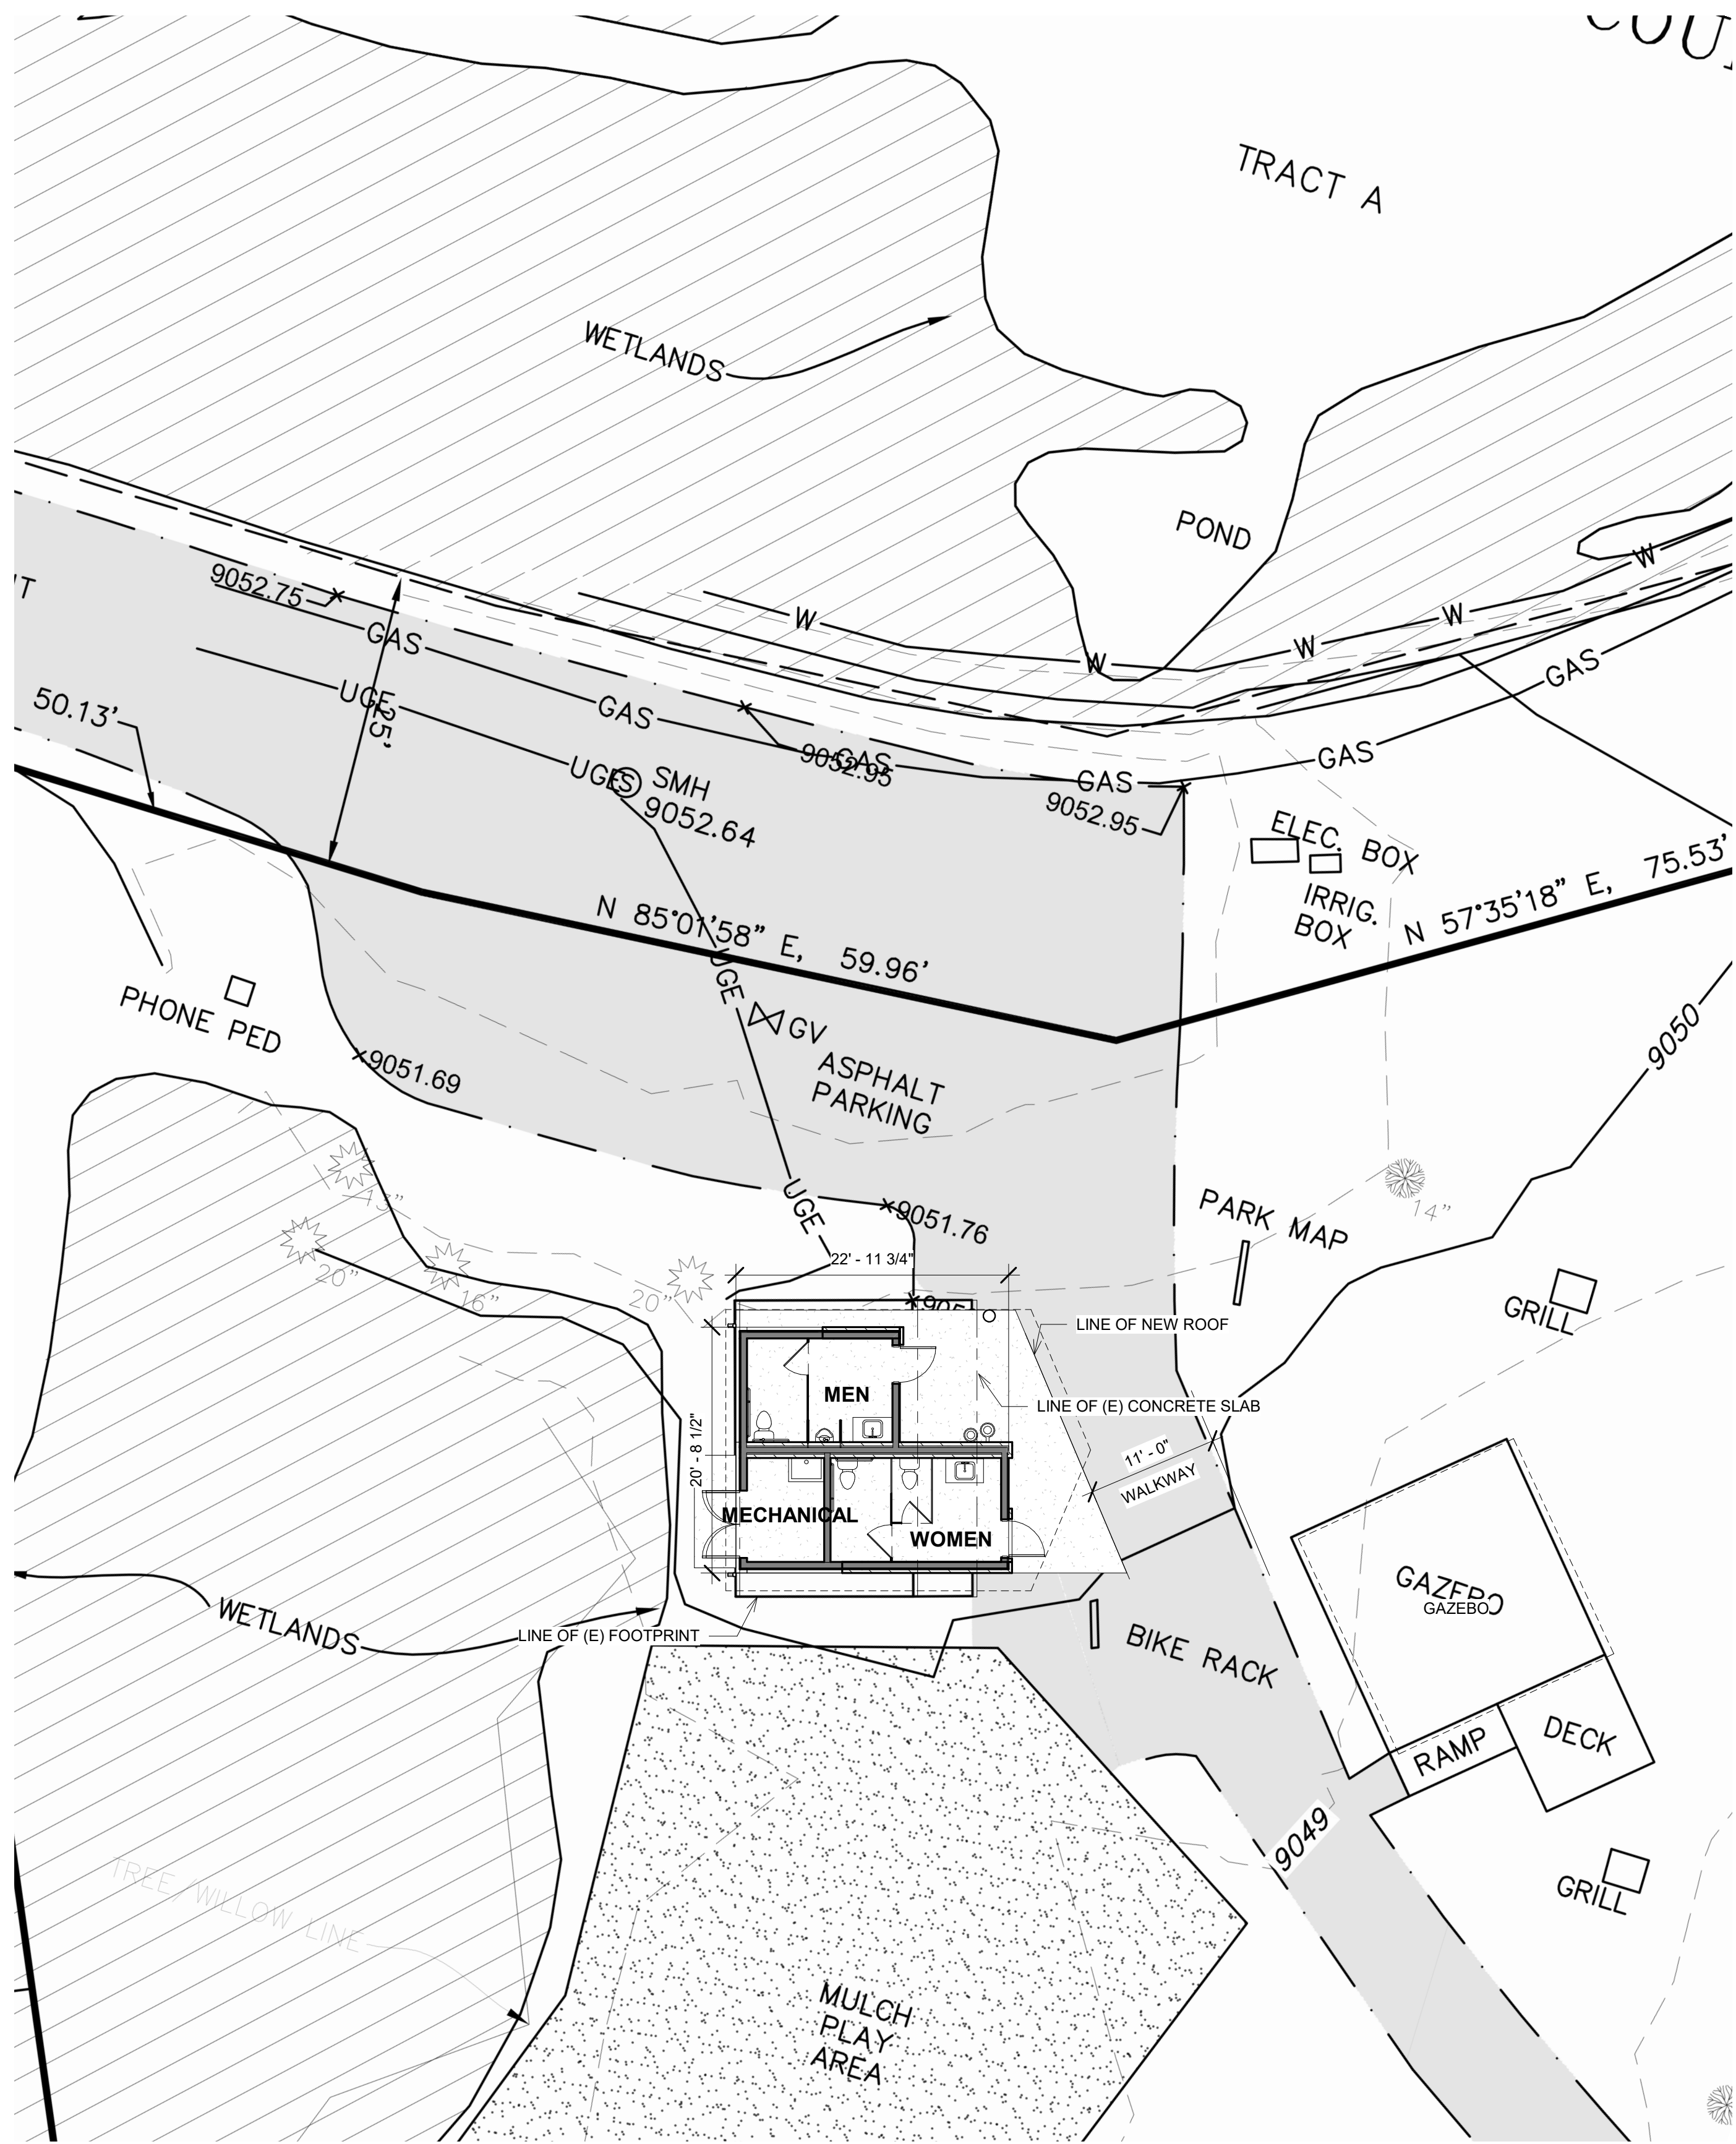 COU
TRACT A
WETLANDS
POND
W
W
W
W
W
9052.75
GAS
GAS
GAS
GAS
GAS
GAS
UGE
25'
50.13'
UGE
S
SMH
9052.64
9052.95
9052.95
ELEC. BOX
IRRIG.
BOX
N 85°01'58" E, 59.96'
N 57°35'18" E, 75.53'
UGE
GV
ASPHALT
PARKING
PHONE PED
9051.69
9050
UGE
9051.76
PARK MAP
13"
20"
16"
20"
14"
22' - 11 3/4"
GRILL
LINE OF NEW ROOF
MEN
LINE OF (E) CONCRETE SLAB
20' - 8 1/2"
11' - 0"
WALKWAY
MECHANICAL
WOMEN
GAZEBO
GAZEBO
WETLANDS
LINE OF (E) FOOTPRINT
BIKE RACK
RAMP
DECK
9049
GRILL
TREE/WILLOW LINE
MULCH
PLAY
AREA